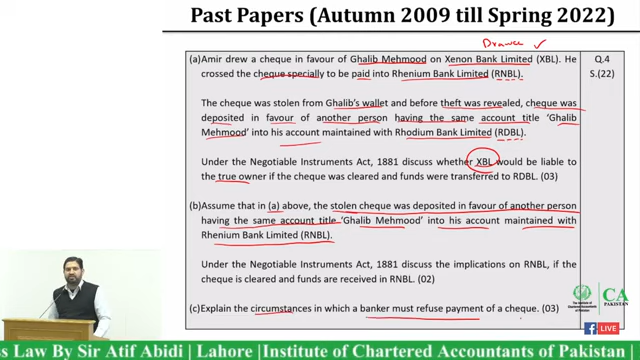 Past Papers (Autumn 2009 till Spring 2022)
Drawee ✓
(a) Amir drew a cheque in favour of Ghalib Mehmood on Xenon Bank Limited (XBL). He
crossed the cheque specially to be paid into Rhenium Bank Limited (RNBL).
Q.4
S.(22)
The cheque was stolen from Ghalib's wallet and before theft was revealed, cheque was
deposited in favour of another person having the same account title 'Ghalib
Mehmood' into his account maintained with Rhodium Bank Limited (RDBL).
Under the Negotiable Instruments Act, 1881 discuss whether XBL would be liable to
the true owner if the cheque was cleared and funds were transferred to RDBL. (03)
(b) Assume that in (a) above, the stolen cheque was deposited in favour of another person
having the same account title 'Ghalib Mehmood' into his account maintained with
Rhenium Bank Limited (RNBL).
Under the Negotiable Instruments Act, 1881 discuss the implications on RNBL, if the
cheque is cleared and funds are received in RNBL. (02)
(c) Explain the circumstances in which a banker must refuse payment of a cheque. (03)
The Institute of
Chartered Accountants
of Pakistan
CA
PAKISTAN
LIVE
ss Law By Sir Atif Abidi | Lahore |Institute of Chartered Accountants of Pakistan|